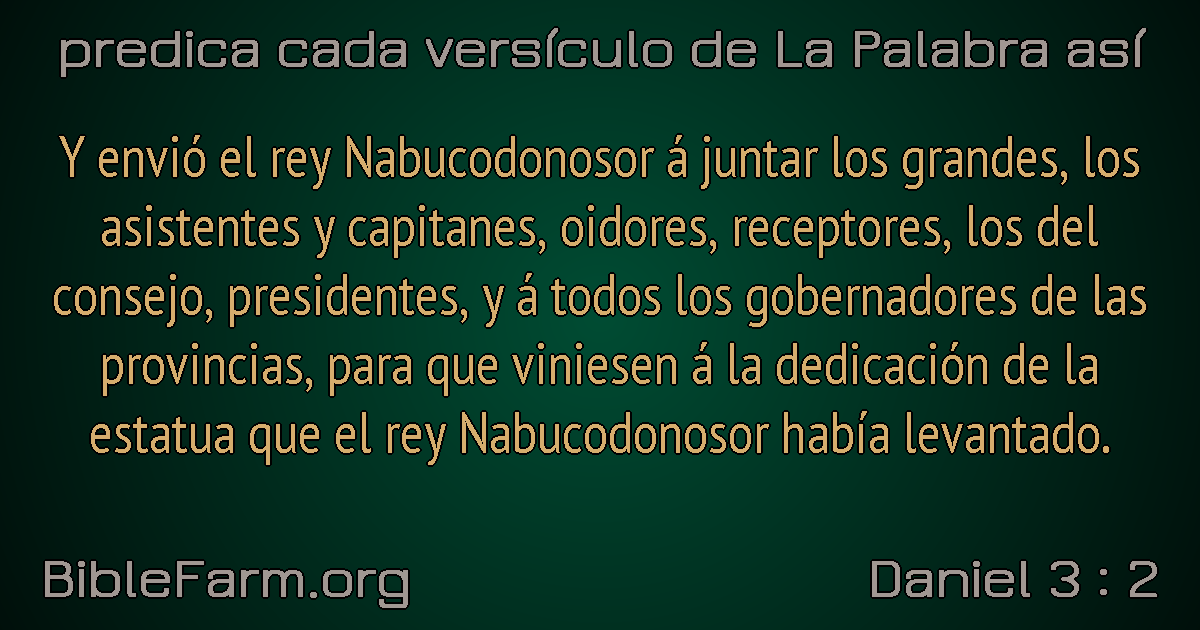 predica cada versículo de La Palabra así
Y envió el rey Nabucodonosor á juntar los grandes, los
asistentes y capitanes, oidores, receptores, los del
consejo, presidentes, y á todos los gobernadores de las
provincias, para que viniesen á la dedicación de la
estatua que el rey Nabucodonosor había levantado.
BibleFarm.org
Daniel 3 : 2